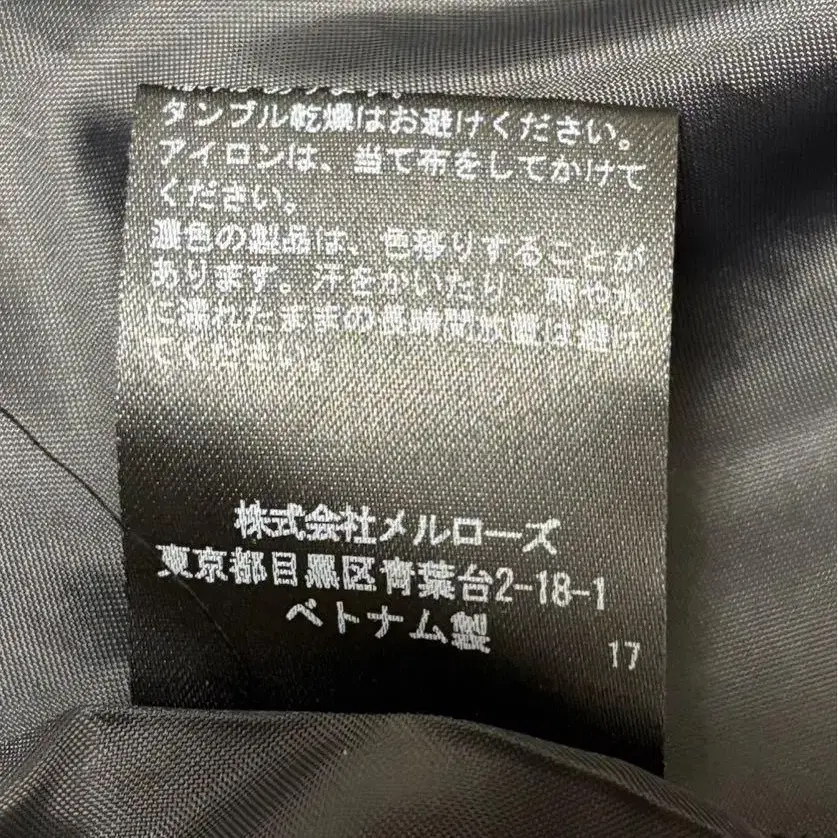 タンブル乾燥はお避けください。
アイロンは、当て布をしてかけて
ください。
濃色の製品は、色移りすることが
あります。汗をかいたり、雨や水
に濡れたままの長時間放置は避け
てください。
株式会社メルローズ
東京都目黒区青葉台2-18-1
ベトナム製
17